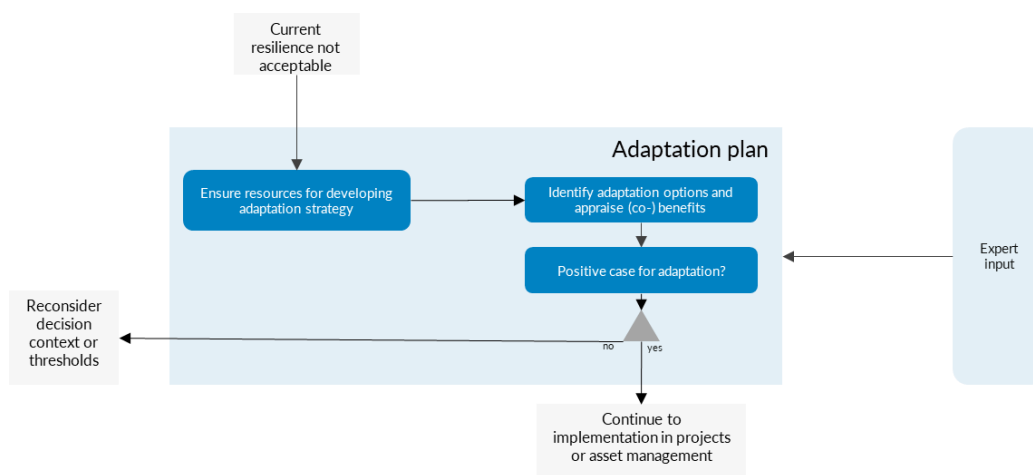 Current
resilience not
acceptable
Adaptation plan
Ensure resources for developing
adaptation strategy
Identify adaptation options and
appraise (co-) benefits
Expert
input
Positive case for adaptation?
Reconsider
decision
context or
thresholds
no
yes
Continue to
implementation in projects
or asset management